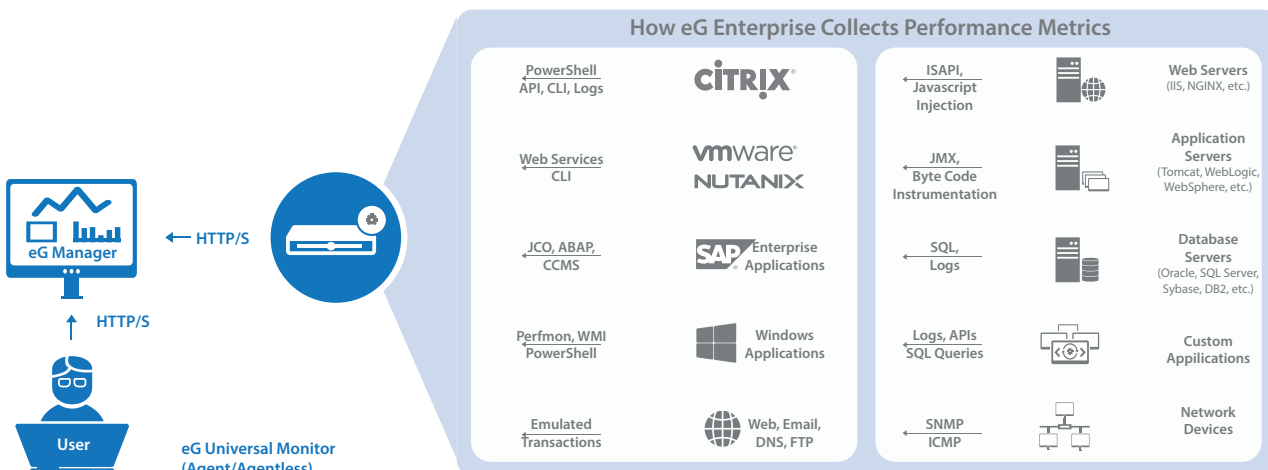 How eG Enterprise Collects Performance Metrics
PowerShell
API, CLI, Logs
CITRIX®
Web Services
CLI
vmware®
NUTANIX
JCO, ABAP,
CCMS
SAP®
Enterprise
Applications
Perfmon, WMI
PowerShell
Windows
Applications
Emulated
Transactions
Web, Email,
DNS, FTP
ISAPI,
Javascript
Injection
Web Servers
(IIS, NGINX, etc.)
JMX,
Byte Code
Instrumentation
Application
Servers
(Tomcat, WebLogic,
WebSphere, etc.)
SQL,
Logs
Database
Servers
(Oracle, SQL Server,
Sybase, DB2, etc.)
Logs, APIs
SQL Queries
Custom
Appilications
SNMP
ICMP
Network
Devices
eG Manager
HTTP/S
HTTP/S
User
eG Universal Monitor
(Agent/Agentless)